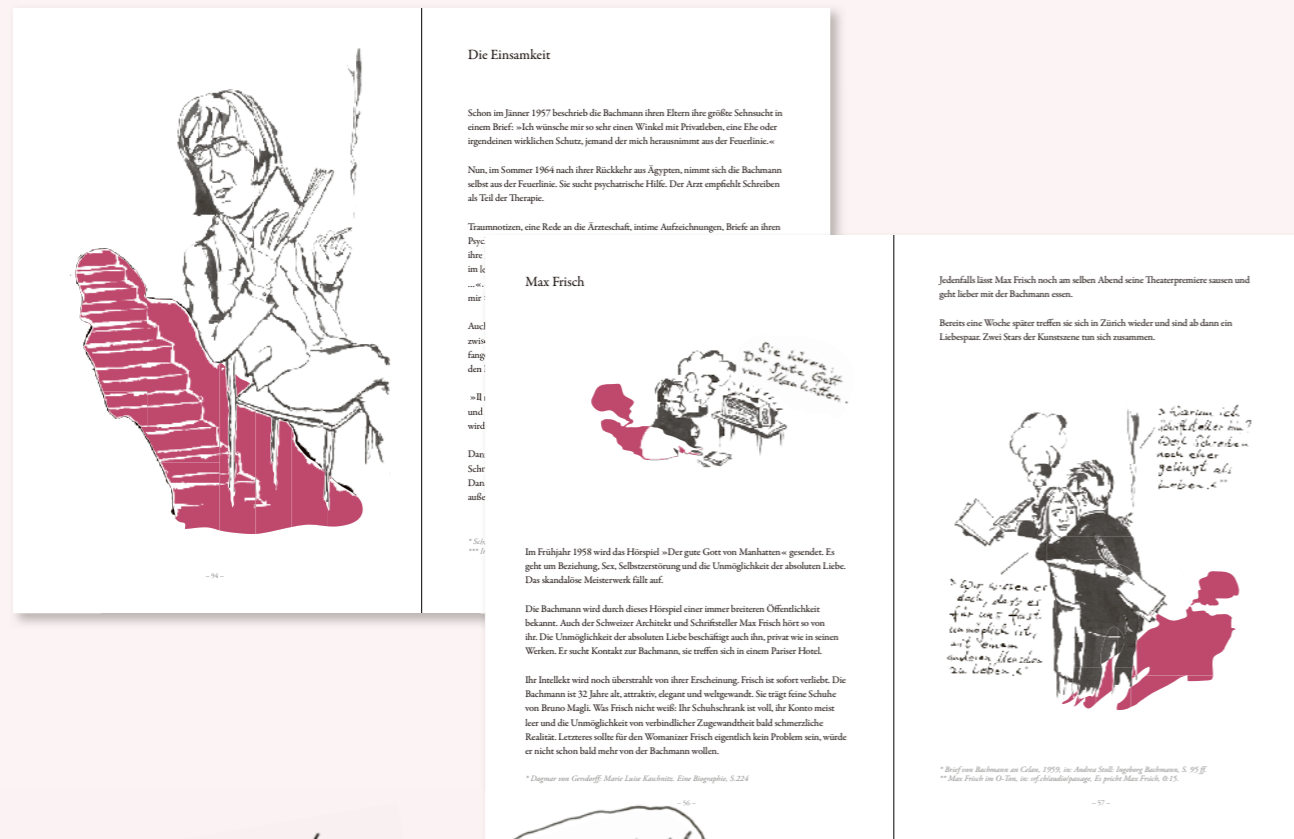 Die Einsamkeit
Schon im Jänner 1957 beschrieb die Bachmann ihren Eltern ihre größte Sehnsucht in
einem Brief: »Ich wünsche mir so sehr einen Winkel mit Privatleben, eine Ehe oder
irgendeinen wirklichen Schutz, jemand der mich herausnimmt aus der Feuerlinie.«
Nun, im Sommer 1964 nach ihrer Rückkehr aus Ägypten, nimmt sich die Bachmann
selbst aus der Feuerlinie. Sie sucht psychatrische Hilfe. Der Arzt empfiehlt Schreiben
als Teil der Therapie.
Traumnotizen, eine Rede an die Ärzteschaft, intime Aufzeichnungen, Briefe an ihren
Psyc
ihre
im
...«.
mir
Auch
zwis
fang
den
»Il
und
wird
Dan
Schr
Dan
auße
– 94 –
Max Frisch
Sie hören:
Der gute Gott
von Manhatten.
Im Frühjahr 1958 wird das Hörspiel »Der gute Gott von Manhatten« gesendet. Es
geht um Beziehung, Sex, Selbstzerstörung und die Unmöglichkeit der absoluten Liebe.
Das skandalöse Meisterwerk fällt auf.
Die Bachmann wird durch dieses Hörspiel einer immer breiteren Öffentlichkeit
bekannt. Auch der Schweizer Architekt und Schriftsteller Max Frisch hört so von
ihr. Die Unmöglichkeit der absoluten Liebe beschäftigt auch ihn, privat wie in seinen
Werken. Er sucht Kontakt zur Bachmann, sie treffen sich in einem Pariser Hotel.
Ihr Intellekt wird noch überstrahlt von ihrer Erscheinung. Frisch ist sofort verliebt. Die
Bachmann ist 32 Jahre alt, attraktiv, elegant und weltgewandt. Sie trägt feine Schuhe
von Bruno Magli. Was Frisch nicht weiß: Ihr Schuhschrank ist voll, ihr Konto meist
leer und die Unmöglichkeit von verbindlicher Zugewandtheit bald schmerzliche
Realität. Letzteres sollte für den Womanizer Frisch eigentlich kein Problem sein, würde
er nicht schon bald mehr von der Bachmann wollen.
* Dagmar von Gersdorff: Marie Luise Kaschnitz. Eine Biographie, S.224
– 56 –
Jedenfalls lässt Max Frisch noch am selben Abend seine Theaterpremiere sausen und
geht lieber mit der Bachmann essen.
Bereits eine Woche später treffen sie sich in Zürich wieder und sind ab dann ein
Liebespaar. Zwei Stars der Kunstszene tun sich zusammen.
» Warum ich
Schriftsteller bin?
Weil Schreiben
noch eher
gelingt als
Leben.«
» Wir wissen es
doch, dass es
für uns fast
unmöglich ist,
mit einem
anderen Menschen
zu leben.«
* Brief von Bachmann an Celan, 1959, in: Andrea Stoll: Ingeborg Bachmann, S. 95 ff.
** Max Frisch im O-Ton, in: srf.ch/audio/passage, Es pricht Max Frisch, 0:15.
– 57 –